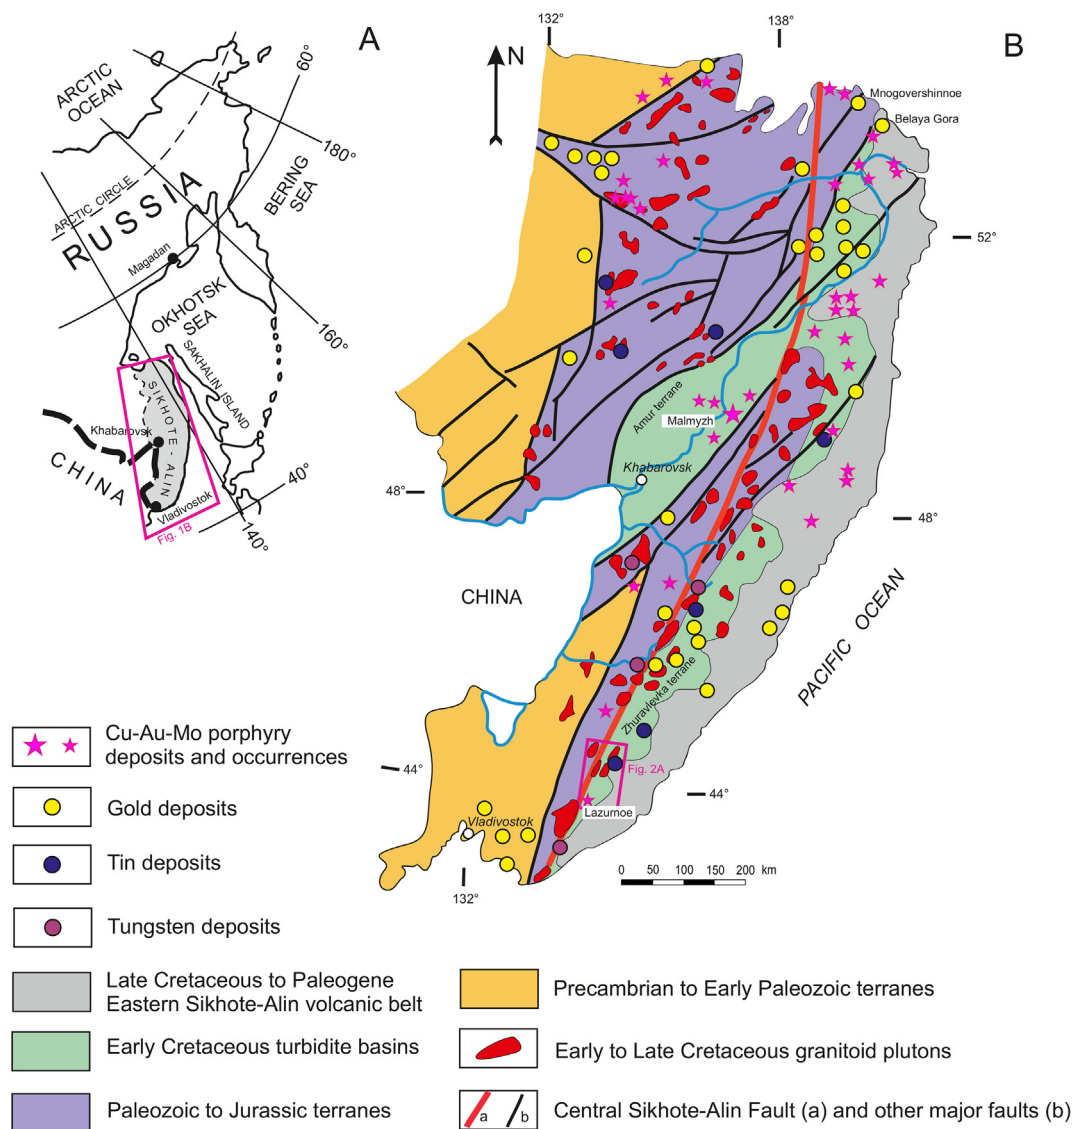 A
ARCTIC
OCEAN
60°
180°
BERING
SEA
ARCTIC CIRCLE
RUSSIA
Magadan
OKHOTSK
SEA
160°
SAKHALIN ISLAND
SIKHOTE-ALIN
Khabarovsk
CHINA
Vladivostok
40°
Fig. 1B
140°
B
132°
138°
N
Mnogovershinnoe
Belaya Gora
52°
Amur terrane
Malmyzh
Khabarovsk
48°
48°
CHINA
PACIFIC OCEAN
Zhuravlevka terrane
Fig. 2A
44°
44°
Lazurnoe
Vladivostok
132°
0 50 100 150 200 km
Cu-Au-Mo porphyry
deposits and occurrences
Gold deposits
Tin deposits
Tungsten deposits
Late Cretaceous to Paleogene
Eastern Sikhote-Alin volcanic belt
Early Cretaceous turbidite basins
Paleozoic to Jurassic terranes
Precambrian to Early Paleozoic terranes
Early to Late Cretaceous granitoid plutons
a b
Central Sikhote-Alin Fault (a) and other major faults (b)